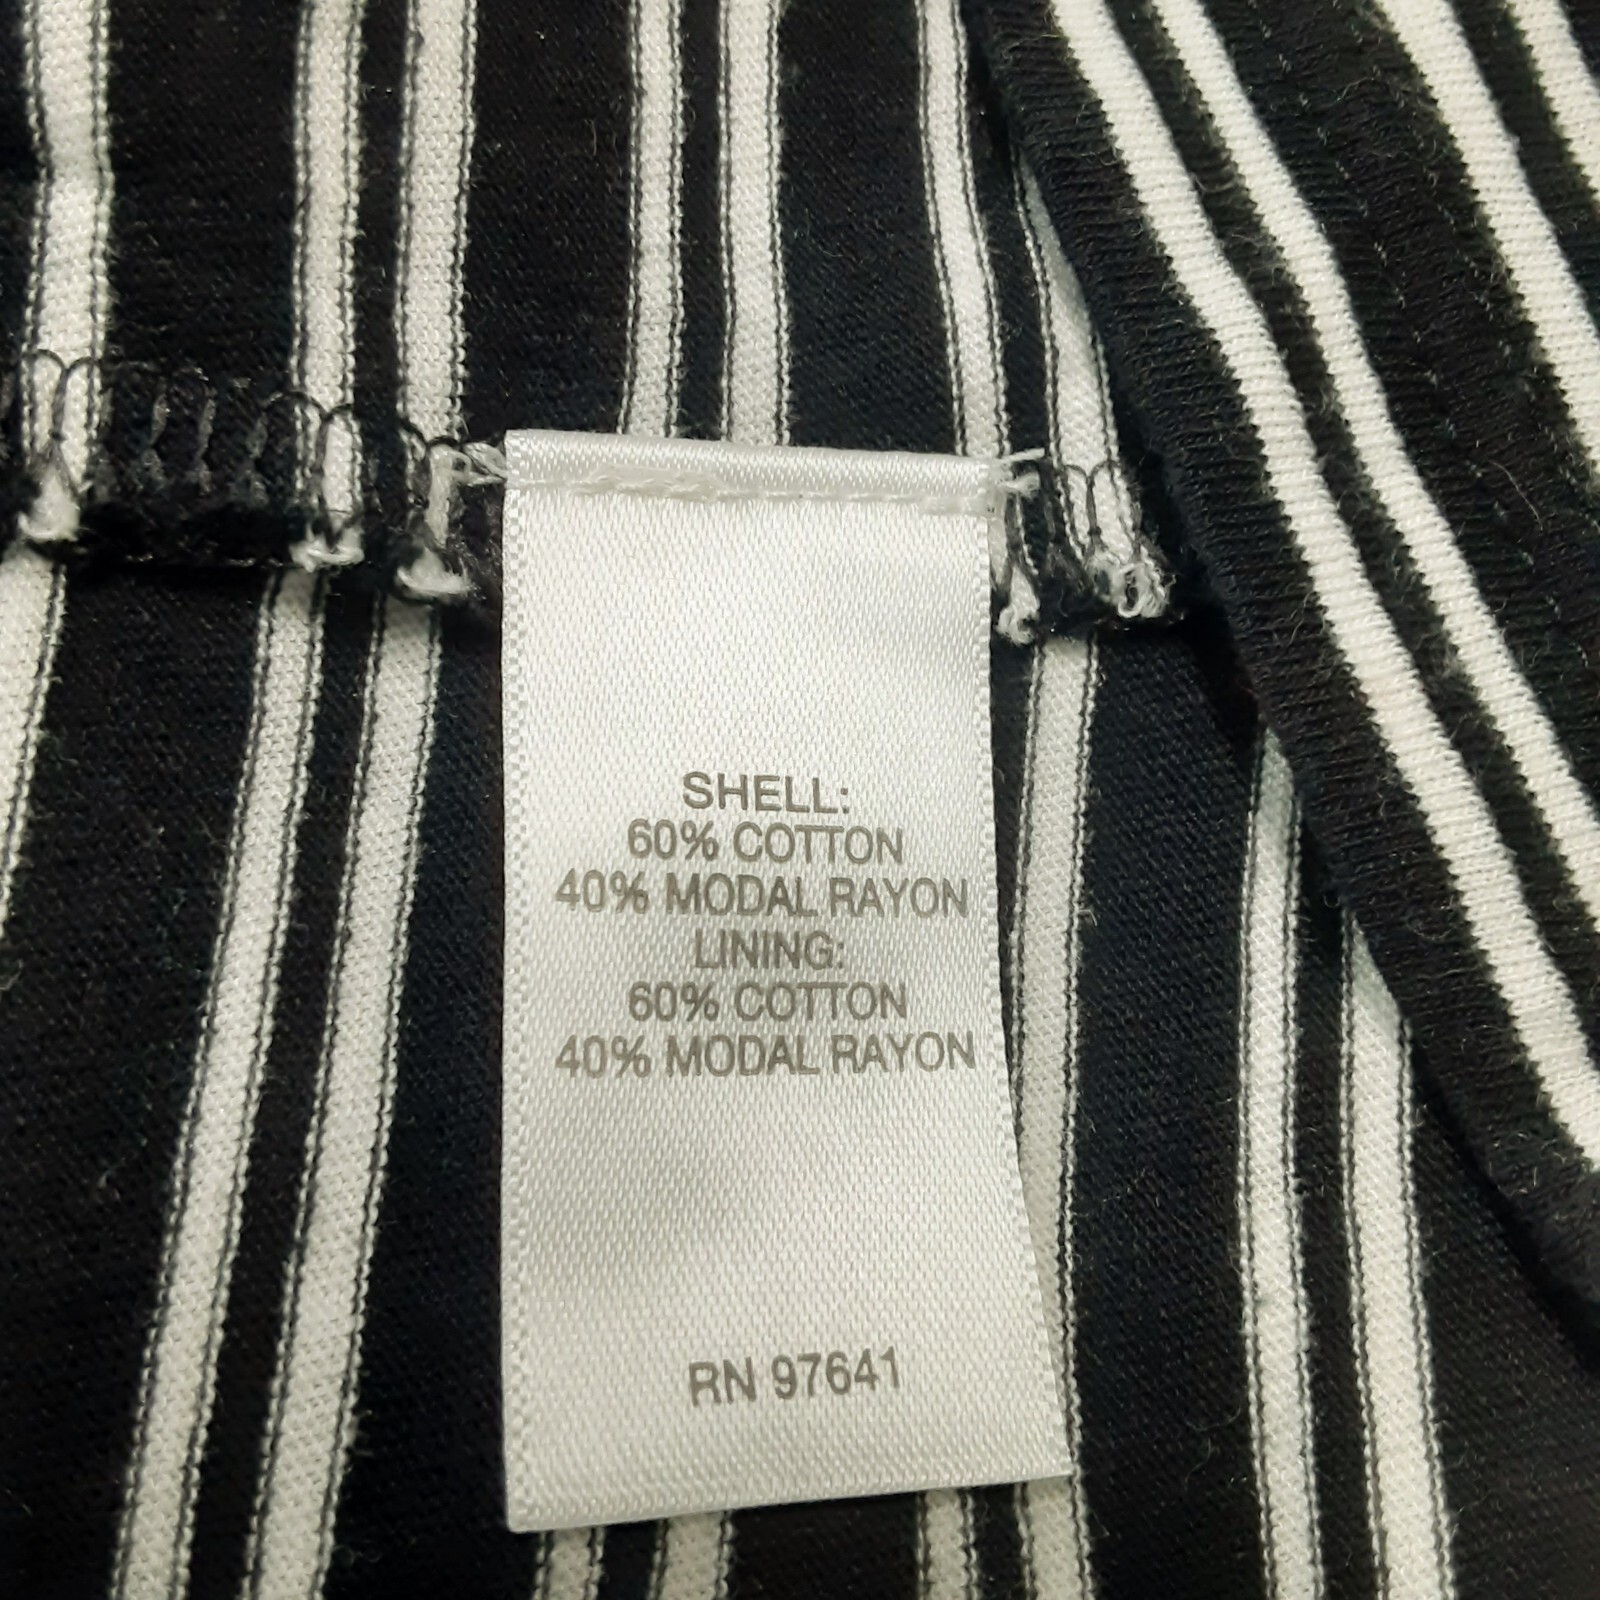 SHELL:
60% COTTON
40% MODAL RAYON
LINING:
60% COTTON
40% MODAL RAYON
RN 97641